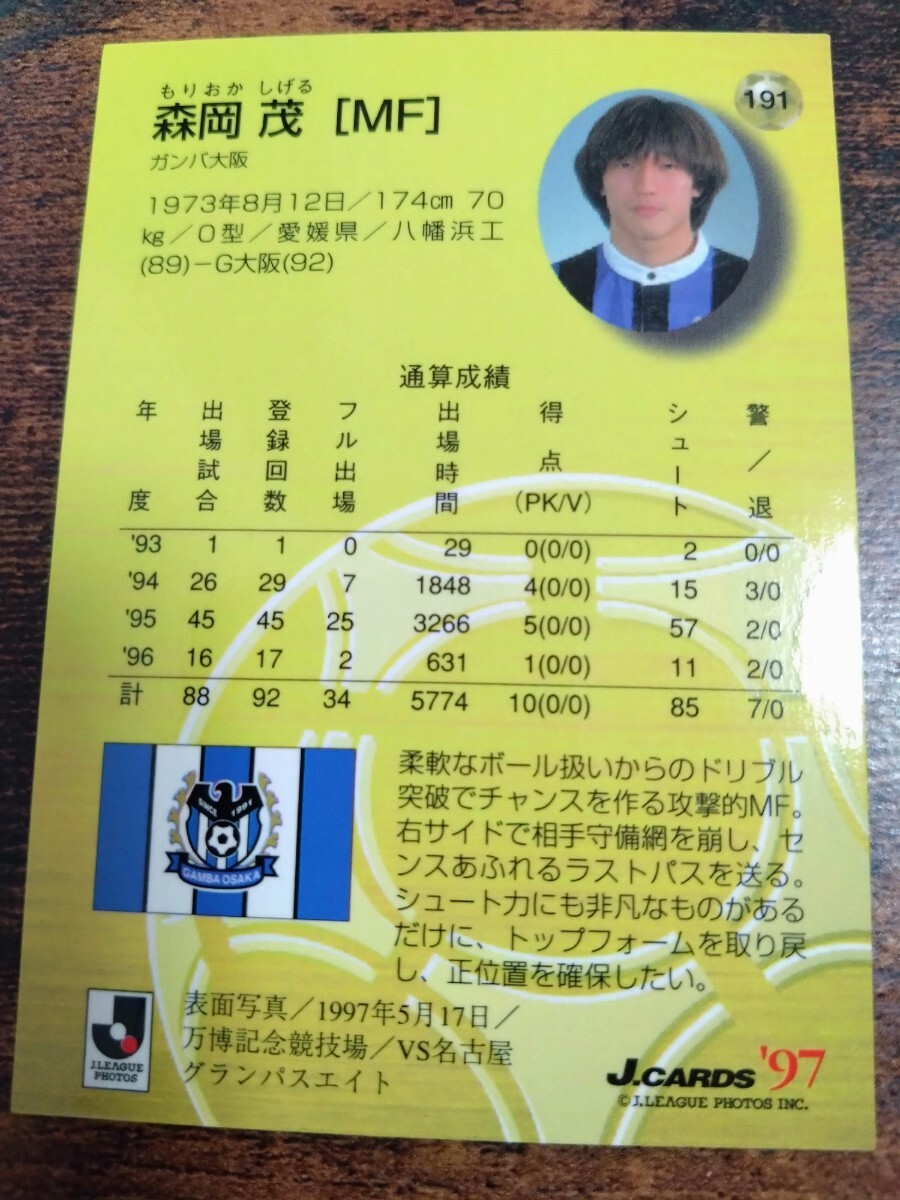 もりおか しげる
森岡 茂 [MF]
191
ガンバ大阪
1973年8月12日／174㎝ 70
㎏／O型／愛媛県／八幡浜工
(89)－G大阪(92)
通算成績
年度 出場試合 登録回数 フル出場 出場時間 得点(PK/V) シュート 警/退
'93 1 1 0 29 0(0/0) 2 0/0
'94 26 29 7 1848 4(0/0) 15 3/0
'95 45 45 25 3266 5(0/0) 57 2/0
'96 16 17 2 631 1(0/0) 11 2/0
計 88 92 34 5774 10(0/0) 85 7/0
SINCE 1991
GAMBA OSAKA
柔軟なボール扱いからのドリブル
突破でチャンスを作る攻撃的MF。
右サイドで相手守備網を崩し、セ
ンスあふれるラストパスを送る。
シュート力にも非凡なものがある
だけに、トップフォームを取り戻
し、正位置を確保したい。
J.LEAGUE
PHOTOS
表面写真／1997年5月17日／
万博記念競技場／VS名古屋
グランパスエイト
J.CARDS '97
©J.LEAGUE PHOTOS INC.